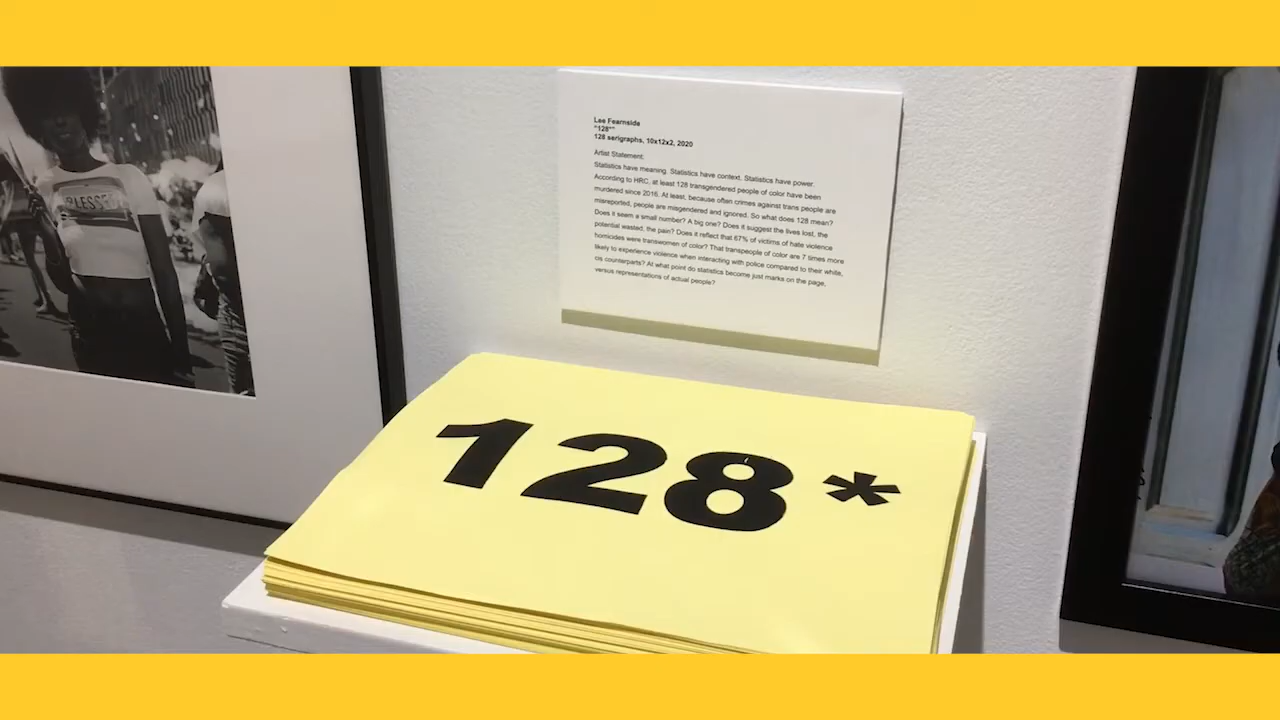 Lee Fearnside
"128*"
128 serigraphs, 10x12x2, 2020
Artist Statement:
Statistics have meaning. Statistics have context. Statistics have power.
According to HRC, at least 128 transgendered people of color have been
murdered since 2016. At least, because often crimes against trans people are
misreported, people are misgendered and ignored. So what does 128 mean?
Does it seem a small number? A big one? Does it suggest the lives lost, the
potential wasted, the pain? Does it reflect that 67% of victims of hate violence
homicides were transwomen of color? That transpeople of color are 7 times more
likely to experience violence when interacting with police compared to their white,
cis counterparts? At what point do statistics become just marks on the page,
versus representations of actual people?
128*